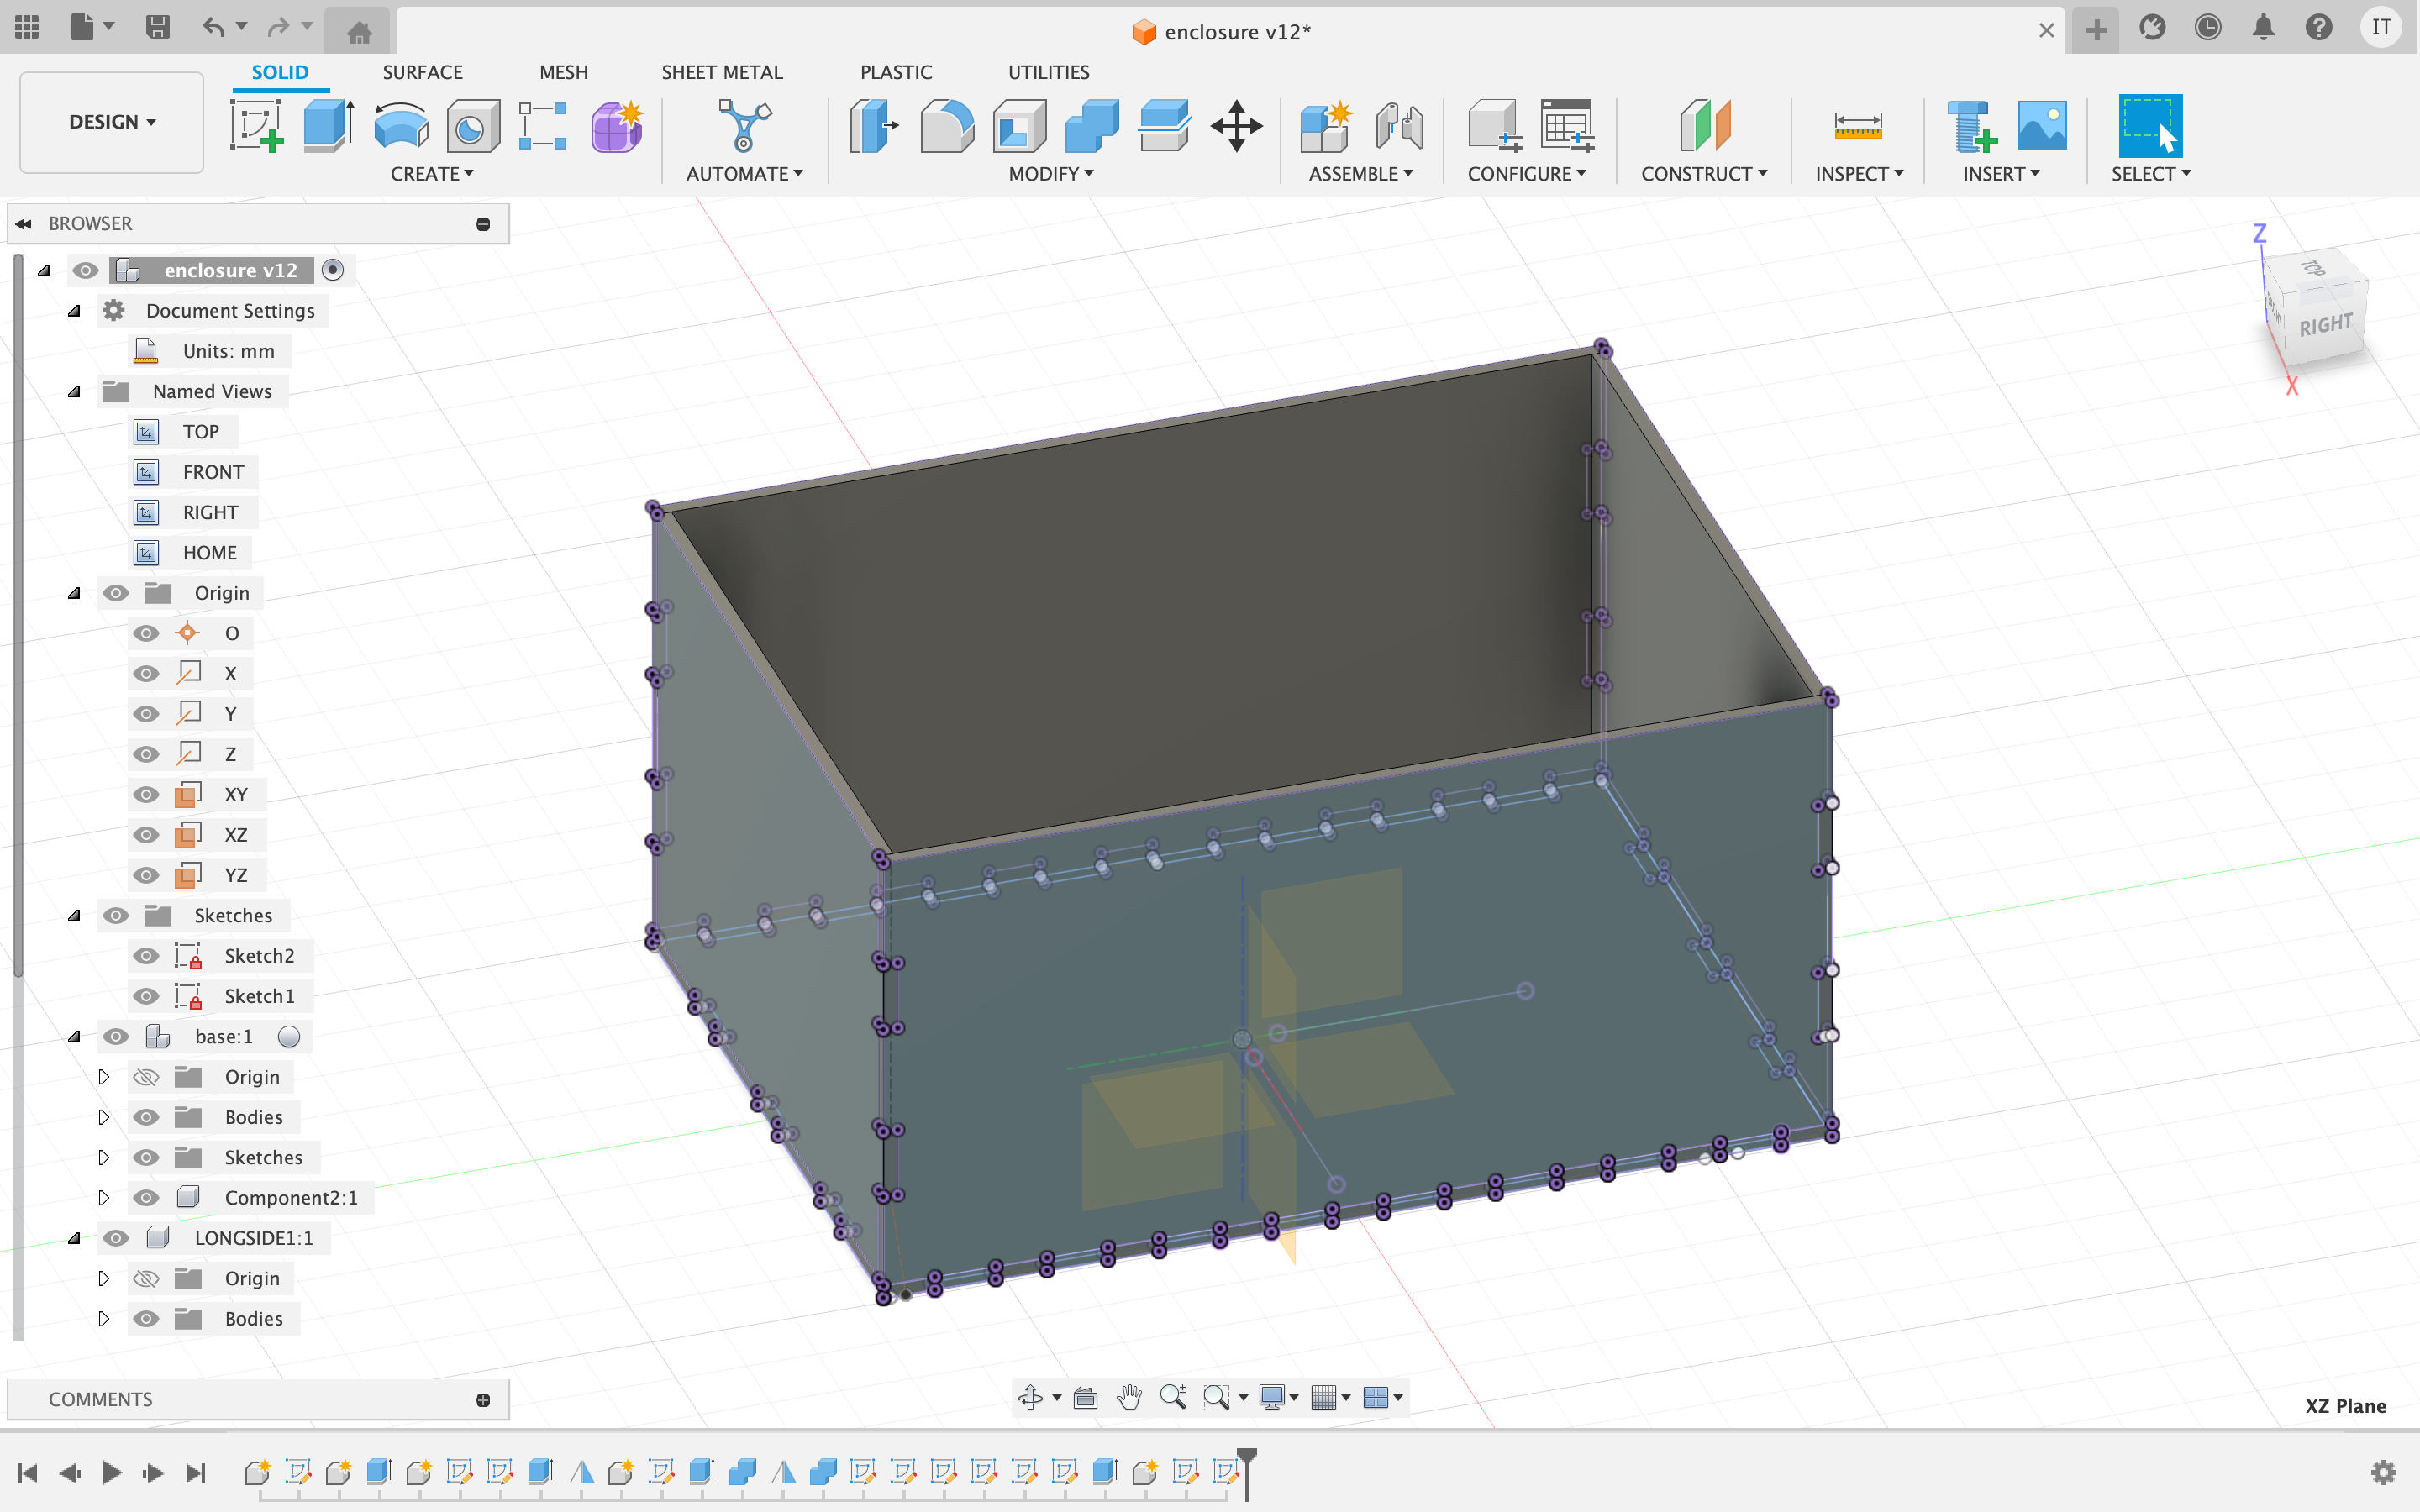 enclosure v12*
IT
DESIGN
SOLID
SURFACE
MESH
SHEET METAL
PLASTIC
UTILITIES
CREATE
AUTOMATE
MODIFY
ASSEMBLE
CONFIGURE
CONSTRUCT
INSPECT
INSERT
SELECT
BROWSER
enclosure v12
Document Settings
Units: mm
Named Views
TOP
FRONT
RIGHT
HOME
Origin
O
X
Y
Z
XY
XZ
YZ
Sketches
Sketch2
Sketch1
base:1
Origin
Bodies
Sketches
Component2:1
LONGSIDE1:1
Origin
Bodies
Z
TOP
RIGHT
X
COMMENTS
XZ Plane